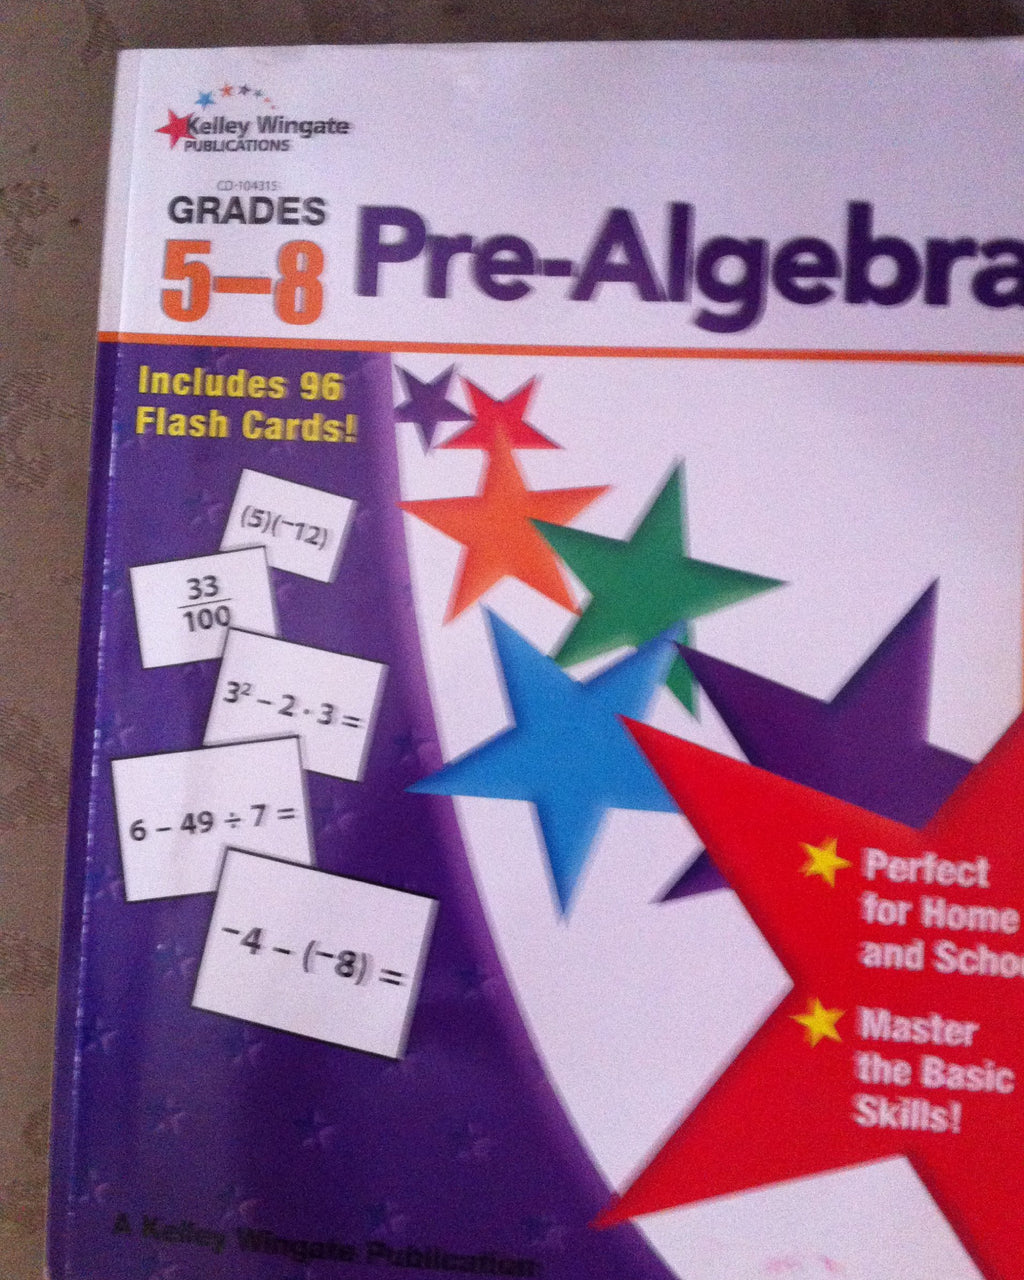 Kelley Wingate
PUBLICATIONS
CD-104315
GRADES
5–8
Pre-Algebra
Includes 96
Flash Cards!
(5)(⁻12)
33
100
3² – 2 · 3 =
6 – 49 ÷ 7 =
⁻4 – (⁻8) =
Perfect
for Home
and Schoo
Master
the Basic
Skills!
A Kelley Wingate Publication